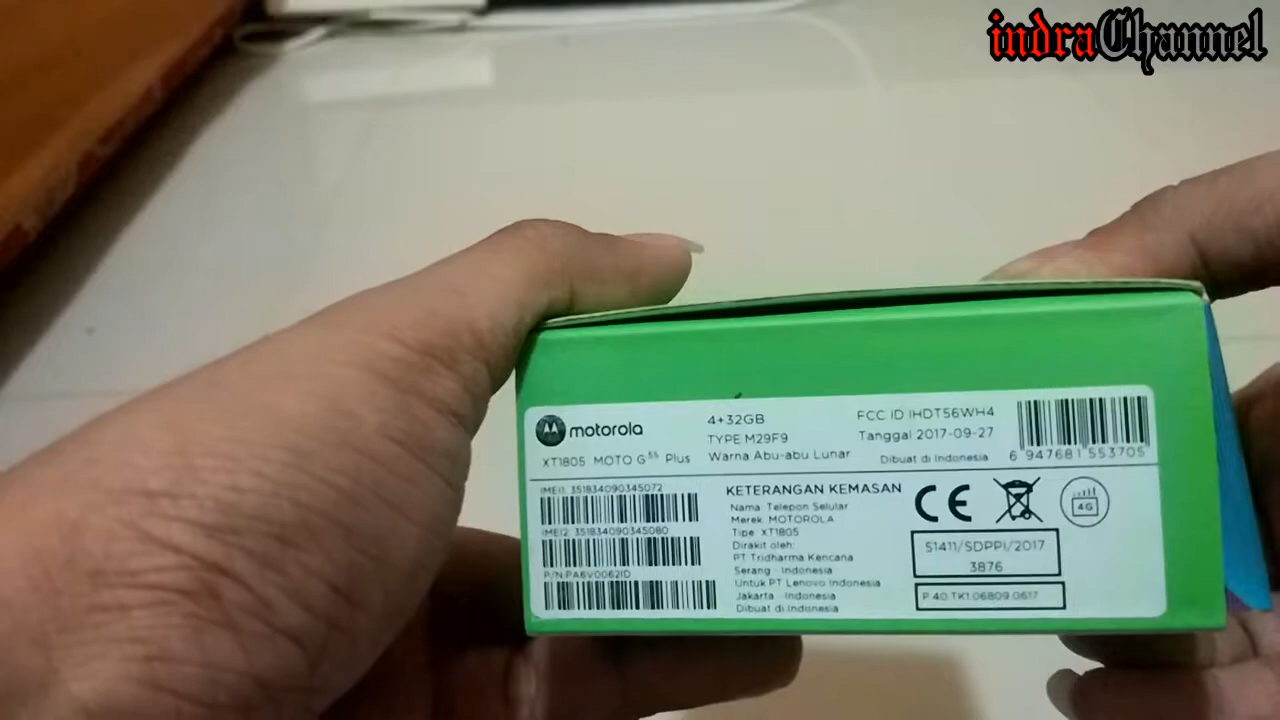 indraChannel
motorola
XT1805 MOTO G⁵ˢ Plus
4+32GB
TYPE M29F9
Warna Abu-abu Lunar
FCC ID IHDT56WH4
Tanggal 2017-09-27
Dibuat di Indonesia
6 947681 553705
IMEI1: 351834090345072
IMEI2: 351834090345080
P/N:PA6V0062ID
KETERANGAN KEMASAN
Nama: Telepon Selular
Merek: MOTOROLA
Tipe: XT1805
Dirakit oleh:
PT Tridharma Kencana
Serang - Indonesia
Untuk PT Lenovo Indonesia
Jakarta - Indonesia
Dibuat di Indonesia
CE
4G
51411/SDPPI/2017
3876
P.40.TK1.06809.0617